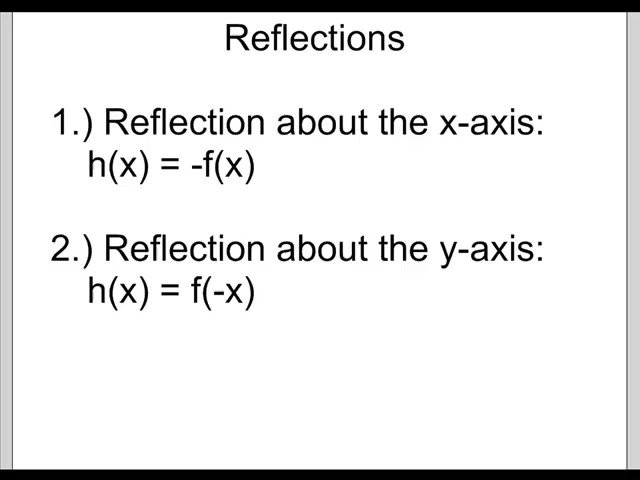 Reflections
1.) Reflection about the x-axis:
h(x) = -f(x)
2.) Reflection about the y-axis:
h(x) = f(-x)